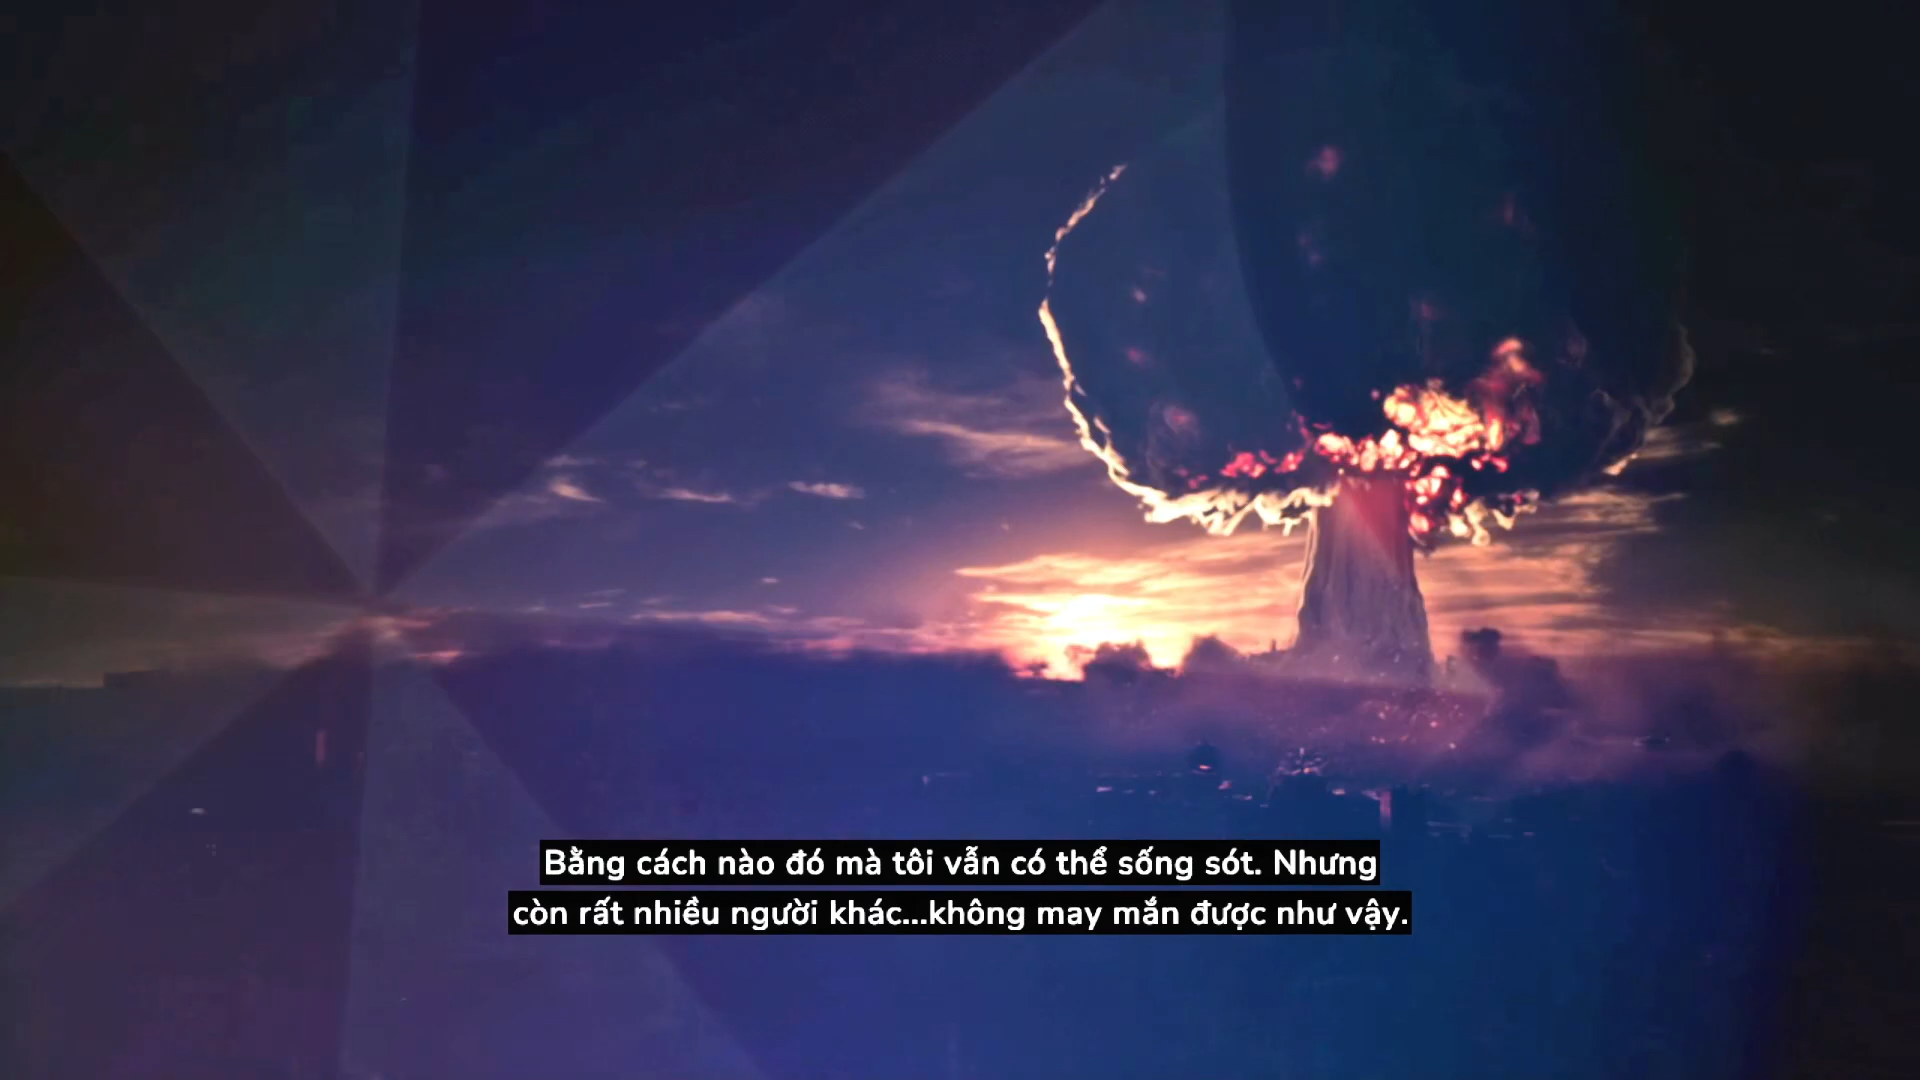 Bằng cách nào đó mà tôi vẫn có thể sống sót. Nhưng
còn rất nhiều người khác...không may mắn được như vậy.